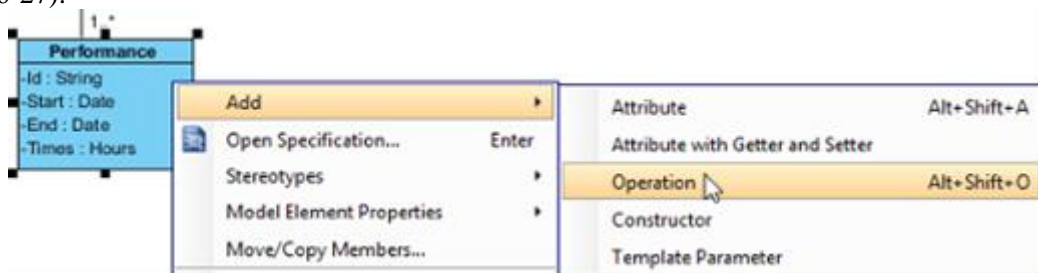 1..*
Performance
-Id : String
-Start : Date
-End : Date
-Times : Hours
Add
Open Specification... Enter
Stereotypes
Model Element Properties
Move/Copy Members...
Attribute Alt+Shift+A
Attribute with Getter and Setter
Operation Alt+Shift+O
Constructor
Template Parameter